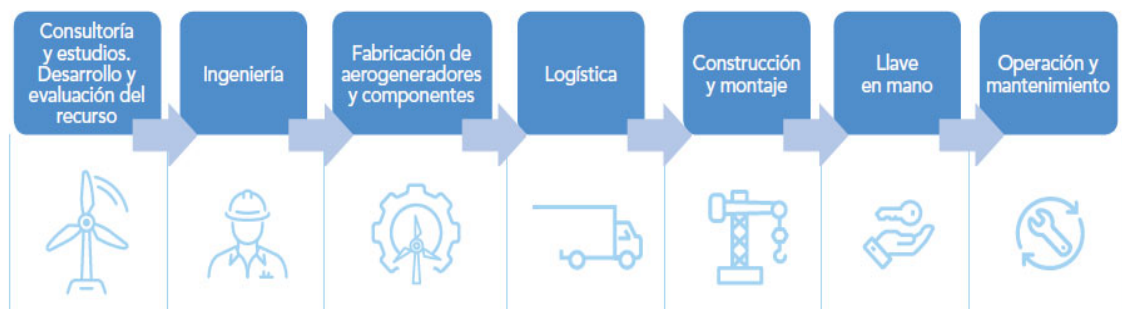 Consultoría
y estudios.
Desarrollo y
evaluación del
recurso
Ingeniería
Fabricación de
aerogeneradores
y componentes
Logística
Construcción
y montaje
Llave
en mano
Operación y
mantenimiento